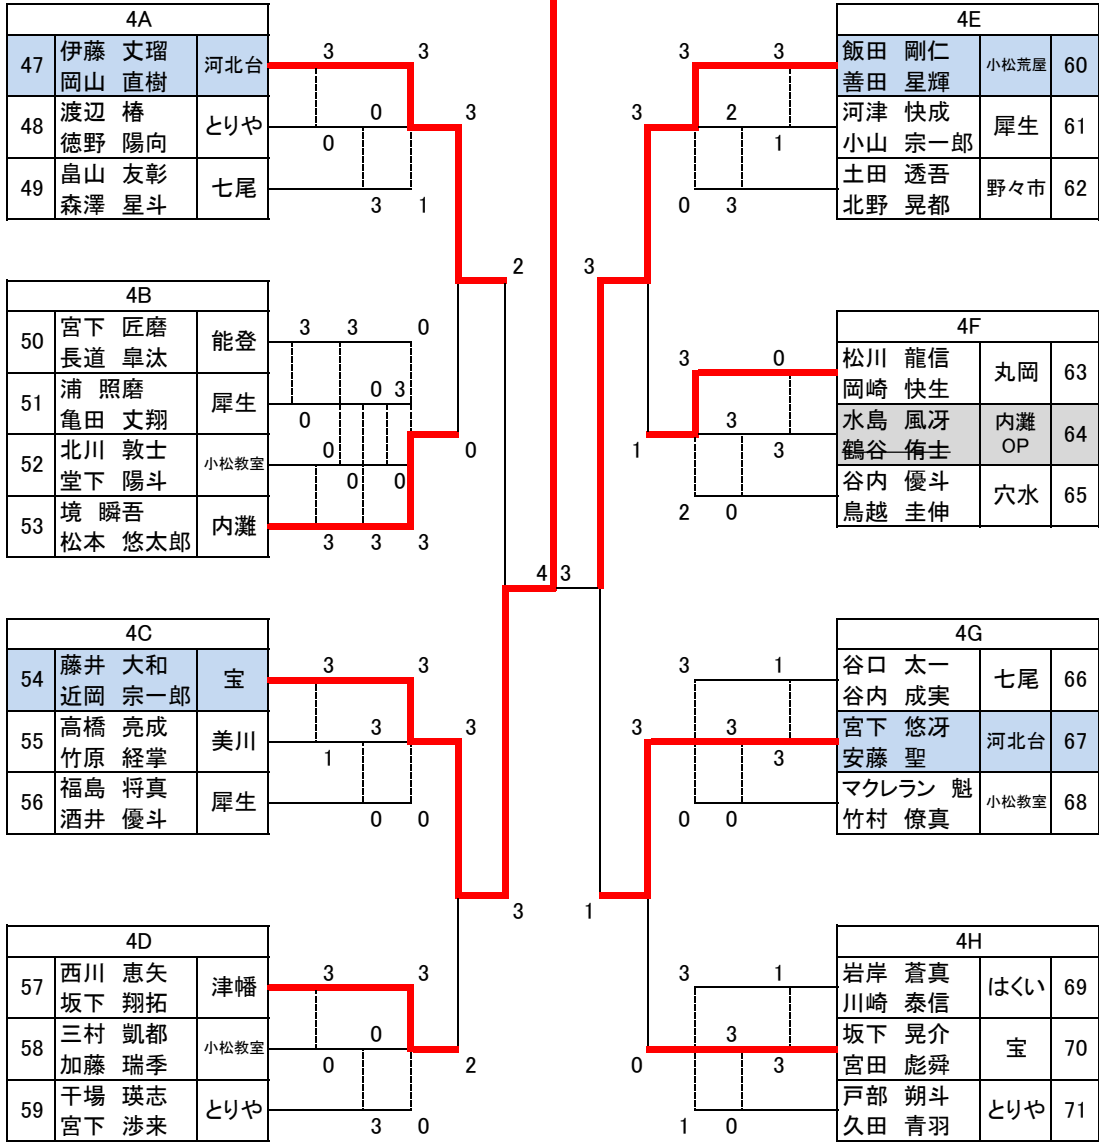 4A
47 伊藤 丈瑠 河北台
岡山 直樹
48 渡辺 椿 とりや
徳野 陽向
49 畠山 友彰 七尾
森澤 星斗
3 3
0
0
3 1
3
2
4B
50 宮下 匠磨 能登
長道 皐汰
51 浦 照磨 犀生
亀田 丈翔
52 北川 敦士 小松教室
堂下 陽斗
53 境 瞬吾 内灘
松本 悠太郎
3 3 0
0 3
0
0
0 0
3 3 3
0
4C
54 藤井 大和 宝
近岡 宗一郎
55 高橋 亮成 美川
竹原 経掌
56 福島 将真 犀生
酒井 優斗
3 3
3
1
0 0
3
3
4D
57 西川 恵矢 津幡
坂下 翔拓
58 三村 凱都 小松教室
加藤 瑞季
59 干場 瑛志 とりや
宮下 渉来
3 3
0
0
3 0
2
4 3
4E
飯田 剛仁 小松荒屋 60
善田 星輝
河津 快成 犀生 61
小山 宗一郎
土田 透吾 野々市 62
北野 晃都
3 3
2
1
0 3
3
3
4F
松川 龍信 丸岡 63
岡崎 快生
水島 風冴 内灘 OP 64
鶴谷 侑士
谷内 優斗 穴水 65
鳥越 圭伸
3 0
3
3
2 0
1
4G
谷口 太一 七尾 66
谷内 成実
宮下 悠冴 河北台 67
安藤 聖
マクレラン 魁 小松教室 68
竹村 僚真
3 1
3
3
0 0
3
1
4H
岩岸 蒼真 はくい 69
川崎 泰信
坂下 晃介 宝 70
宮田 彪舜
戸部 朔斗 とりや 71
久田 青羽
3 1
3
3
1 0
0